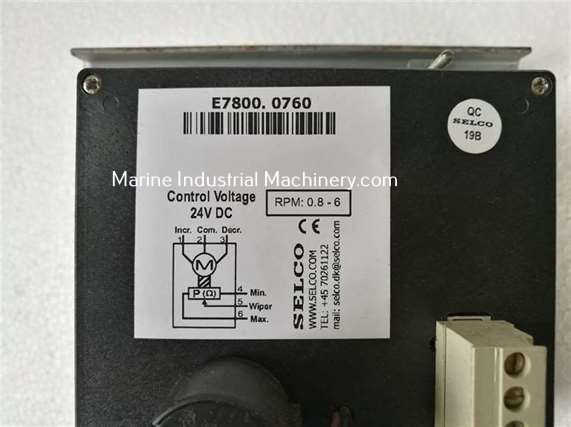 E7800. 0760
QC
SELCO
19B
Marine Industrial Machinery.com
Control Voltage
24V DC
RPM: 0.8 - 6
Incr. Com. Decr.
1 2 3
M
P (Ω)
4 Min.
5 Wiper
6 Max.
CE
SELCO
WWW.SELCO.COM
TEL: +45 70261122
mail: selco.dk@selco.com